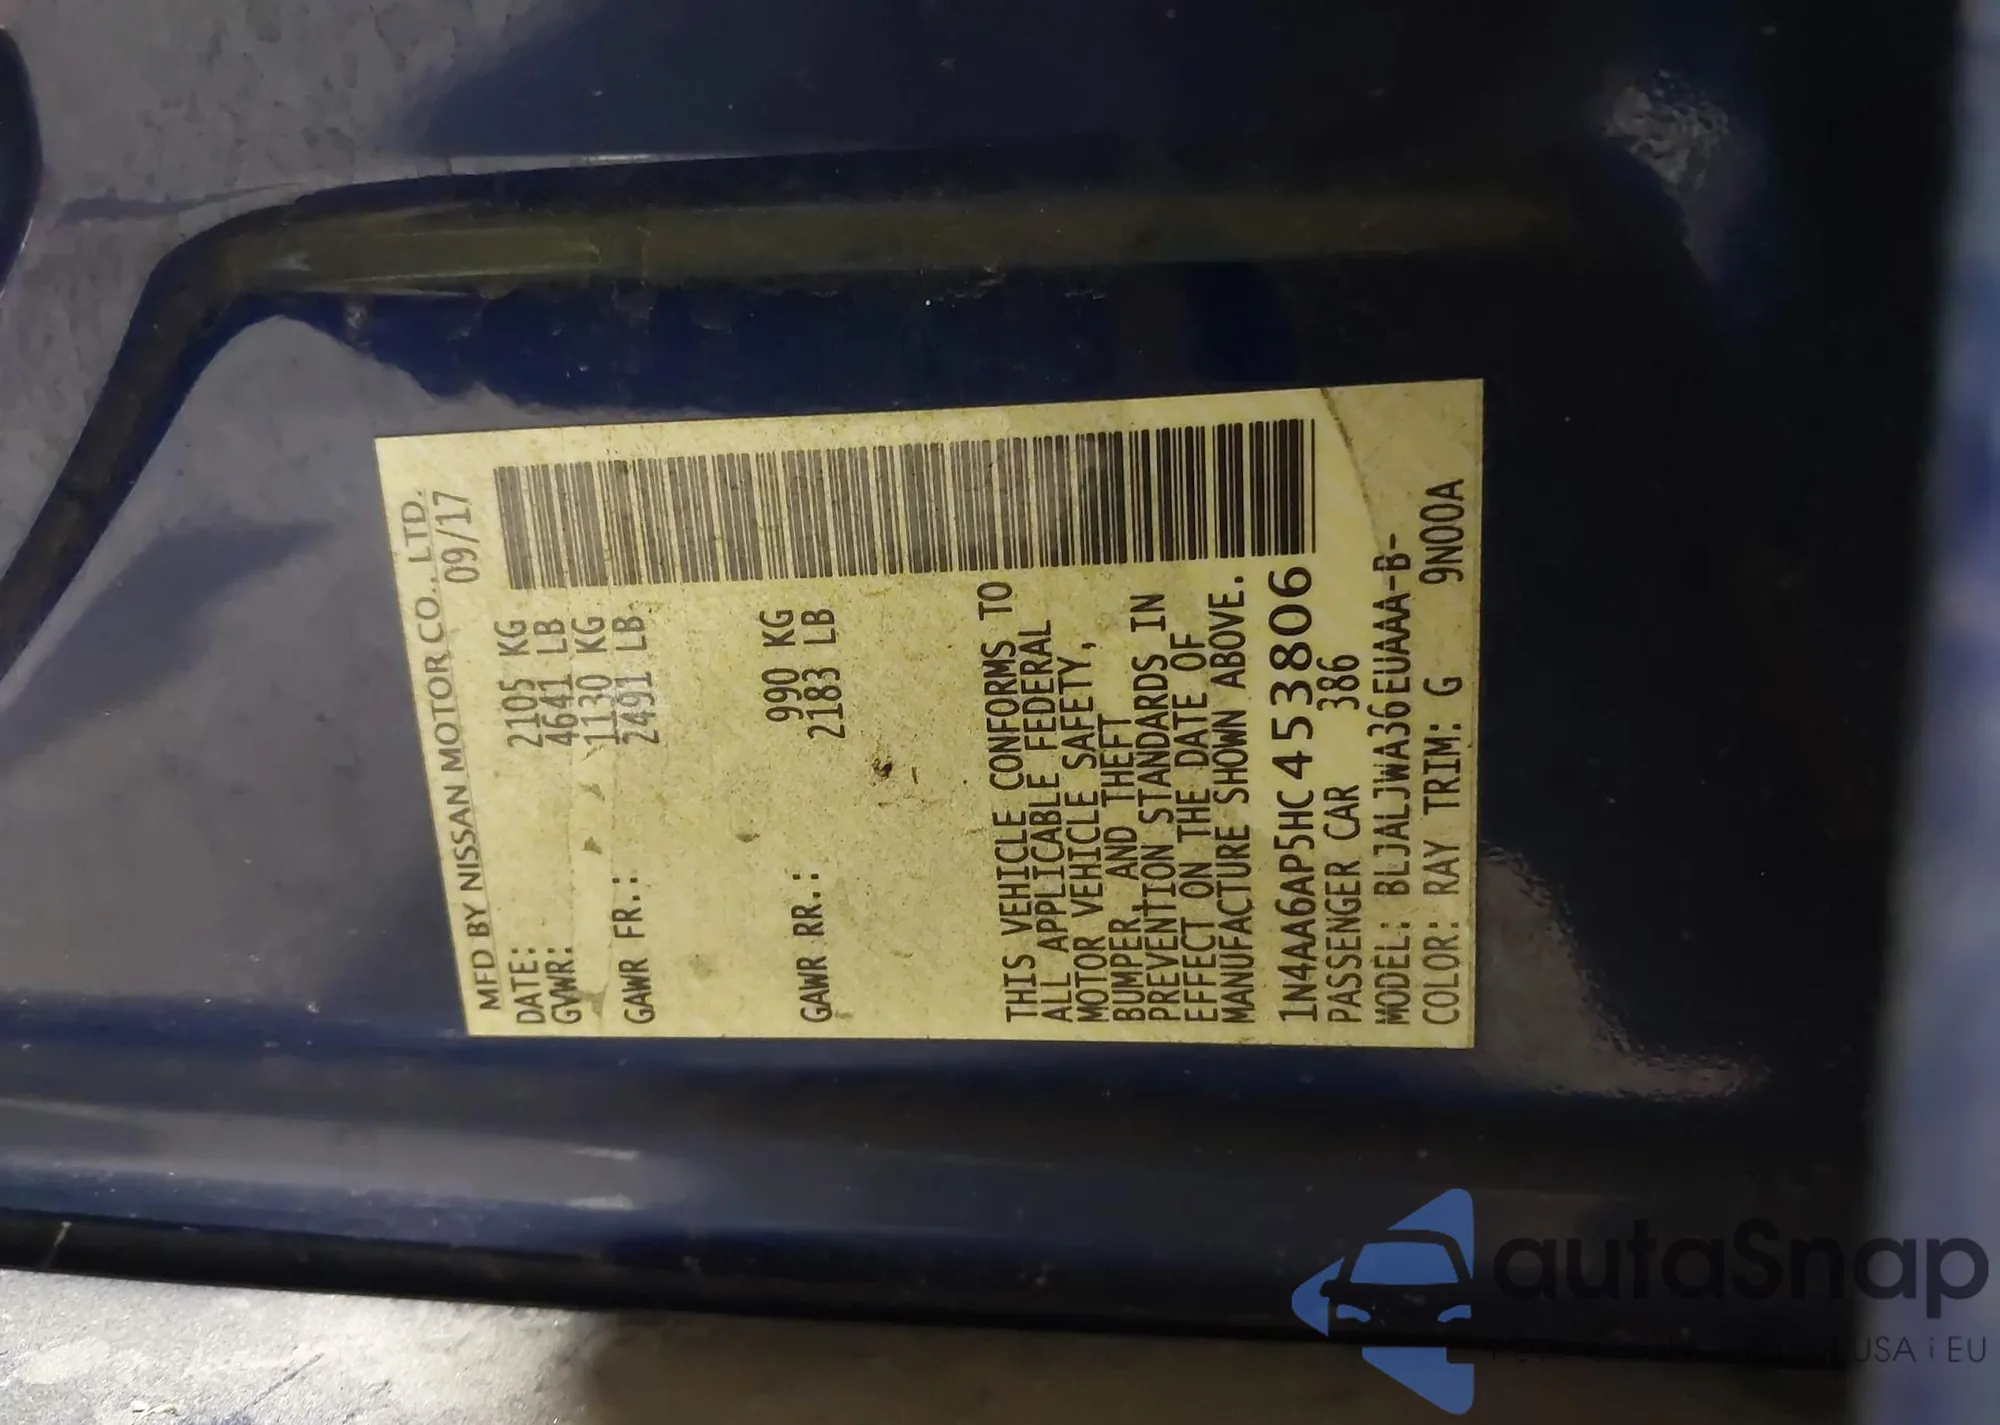 MFD BY NISSAN MOTOR CO., LTD.
DATE: 09/17
GVWR: 2105 KG
4641 LB
GAWR FR.: 1130 KG
2491 LB
GAWR RR.: 990 KG
2183 LB
THIS VEHICLE CONFORMS TO
ALL APPLICABLE FEDERAL
MOTOR VEHICLE SAFETY,
BUMPER, AND THEFT
PREVENTION STANDARDS IN
EFFECT ON THE DATE OF
MANUFACTURE SHOWN ABOVE.
1N4AA6AP5HC453806
PASSENGER CAR 386
MODEL: BLJALJWA36EUAAA-B-
COLOR: RAY TRIM: G 9N00A
autaSnap
USA i EU